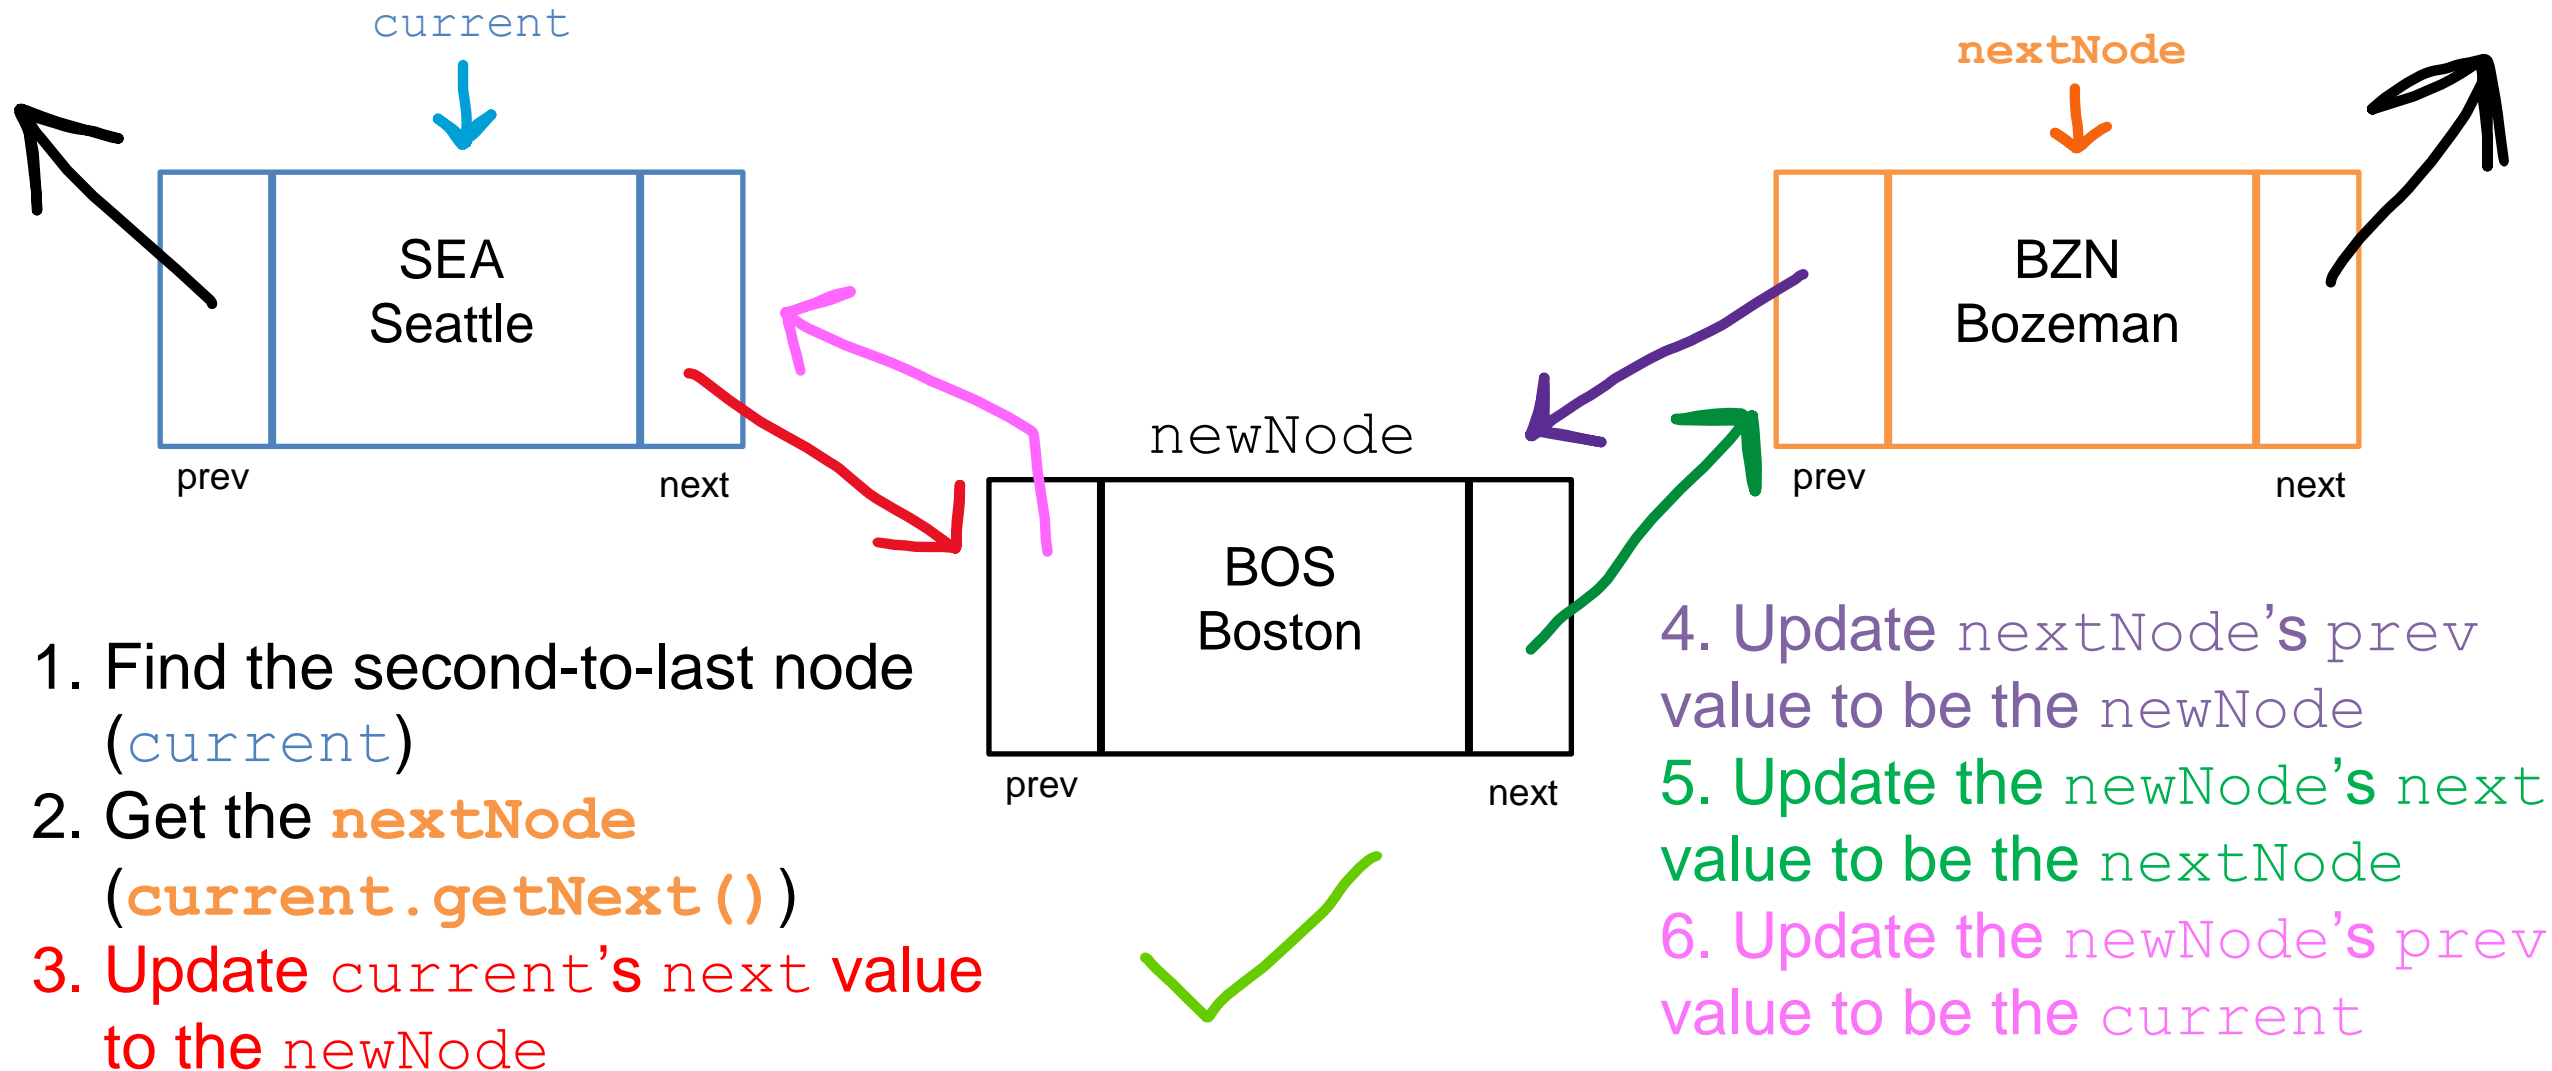 current
nextNode
SEA
Seattle
BZN
Bozeman
prev
next
newNode
prev
next
BOS
Boston
prev
next
1. Find the second-to-last node
(current)
2. Get the nextNode
(current.getNext())
3. Update current’s next value
to the newNode
4. Update nextNode’s prev
value to be the newNode
5. Update the newNode’s next
value to be the nextNode
6. Update the newNode’s prev
value to be the current